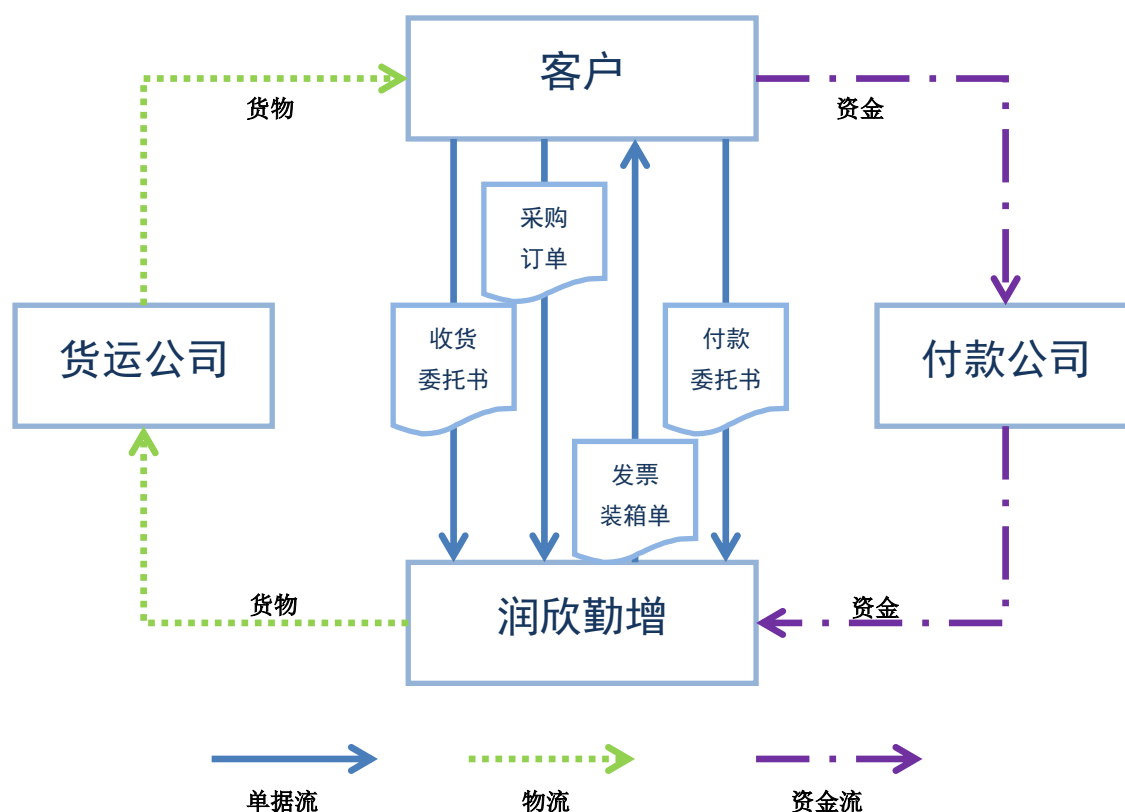 客户
货物
资金
采购
订单
收货
委托书
付款
委托书
货运公司
付款公司
发票
装箱单
货物
润欣勤增
资金
单据流
物流
资金流